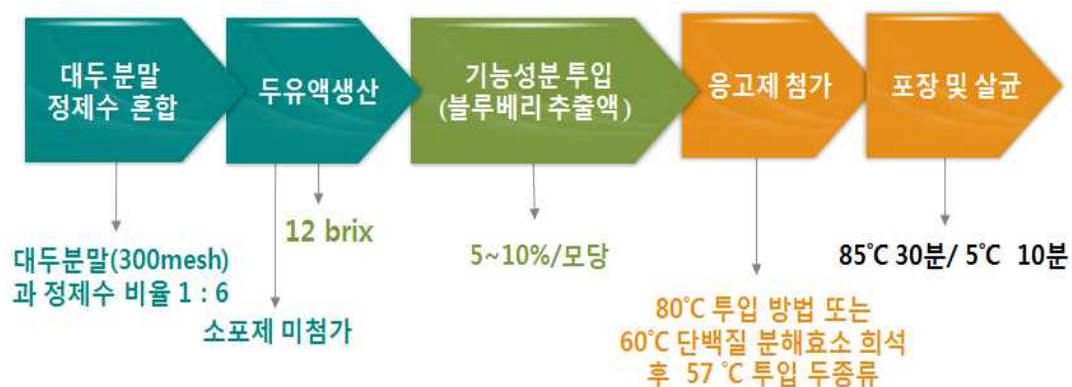 대두 분말
정제수 혼합
두유액생산
기능성분 투입
(블루베리 추출액)
응고제 첨가
포장 및 살균
대두분말(300mesh)
과 정제수 비율 1 : 6
소포제 미첨가
12 brix
5~10%/모당
80℃ 투입 방법 또는
60℃ 단백질 분해효소 희석
후 57 ℃ 투입 두종류
85℃ 30분/ 5℃ 10분